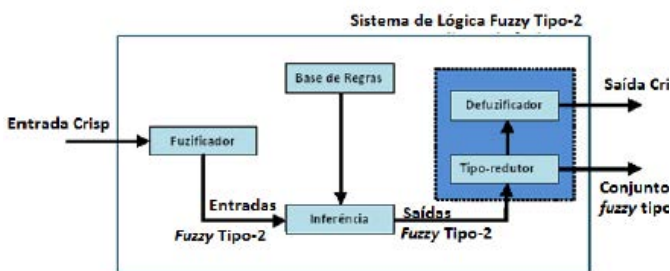 Sistema de Lógica Fuzzy Tipo-2
Base de Regras
Defuzificador
Saída Cri
Entrada Crisp
Fuzificador
Tipo-redutor
Entradas
Fuzzy Tipo-2
Inferência
Saídas
Fuzzy Tipo-2
Conjunto
fuzzy tipo